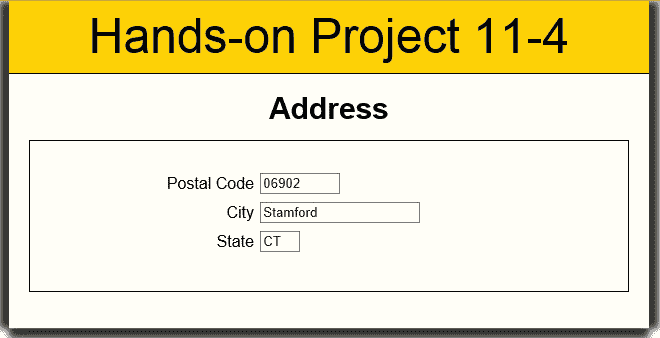 Hands-on Project 11-4
Address
Postal Code 06902
City Stamford
State CT